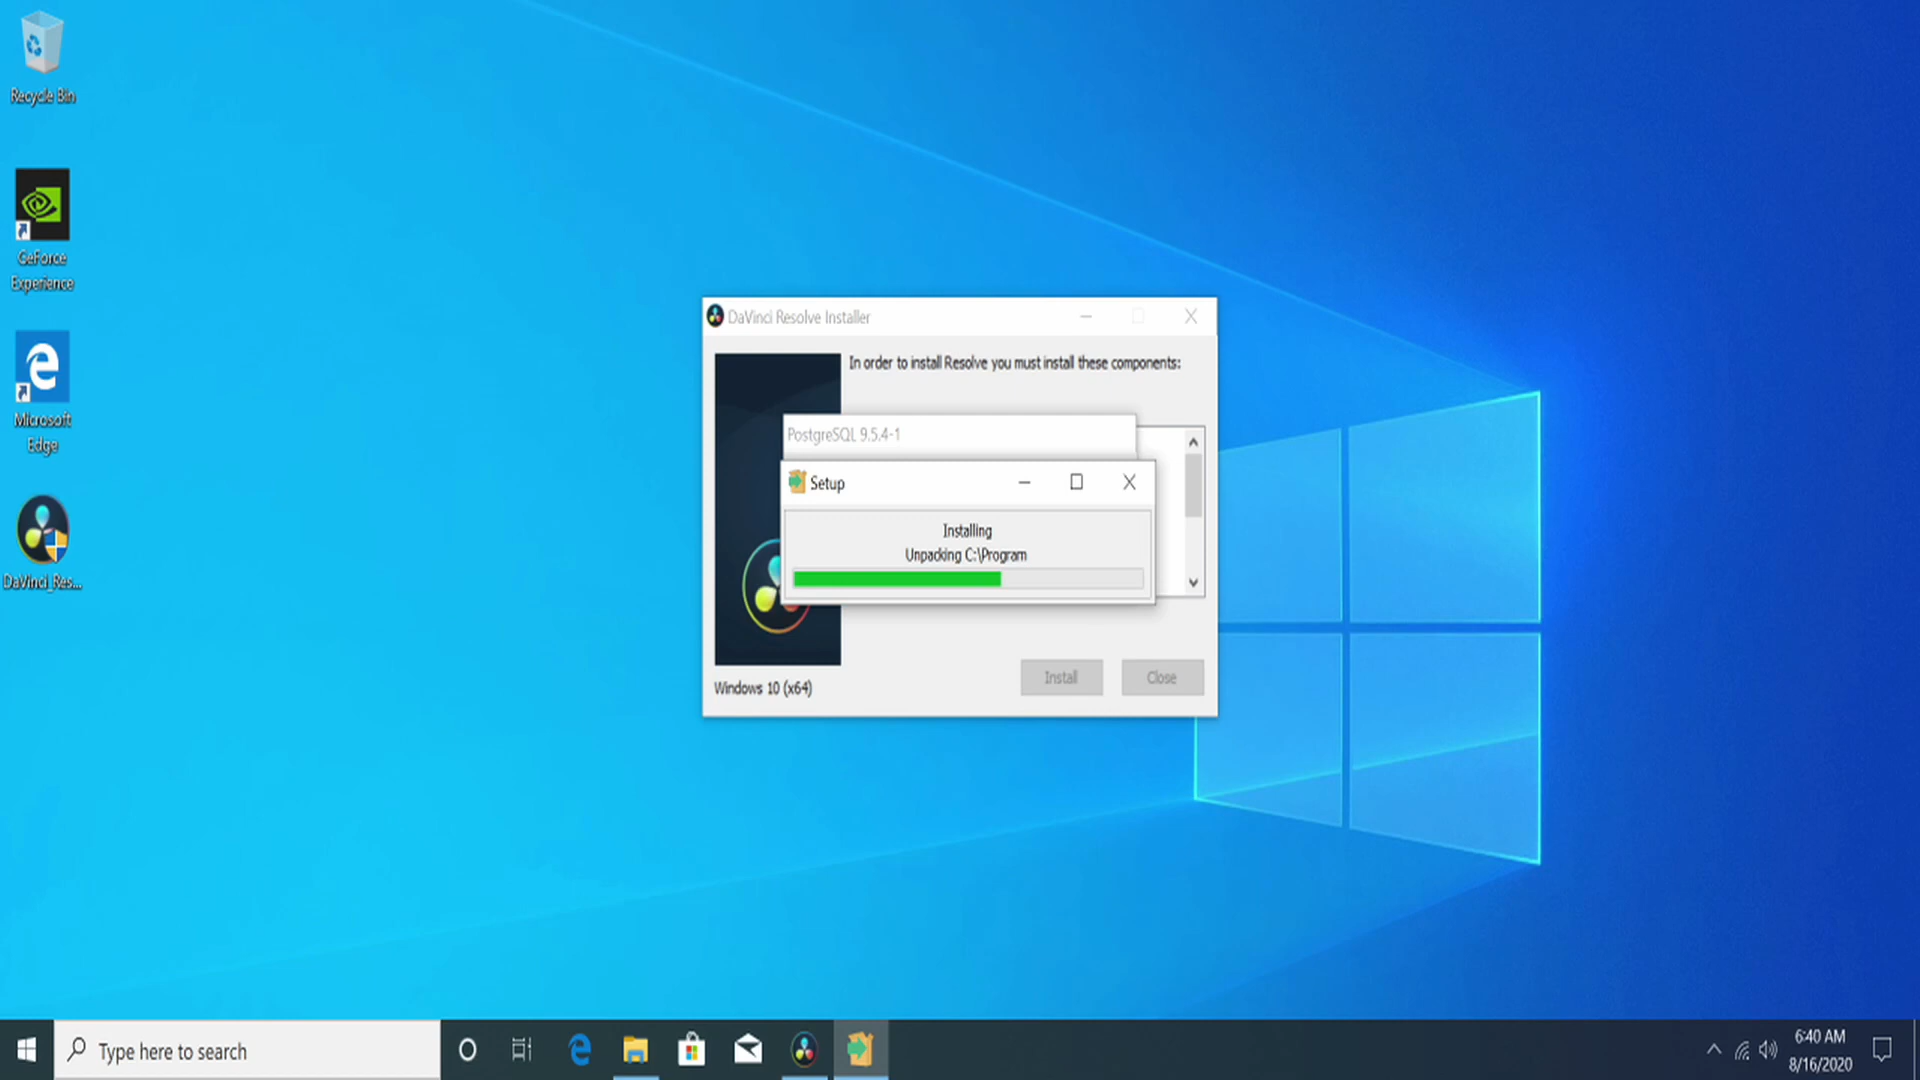 Recycle Bin
GeForce
Experience
Microsoft
Edge
DaVinci_Res...
DaVinci Resolve Installer
In order to install Resolve you must install these components:
PostgreSQL 9.5.4-1
Setup
Installing
Unpacking C:\Program
Windows 10 (x64)
Install
Close
Type here to search
6:40 AM
8/16/2020